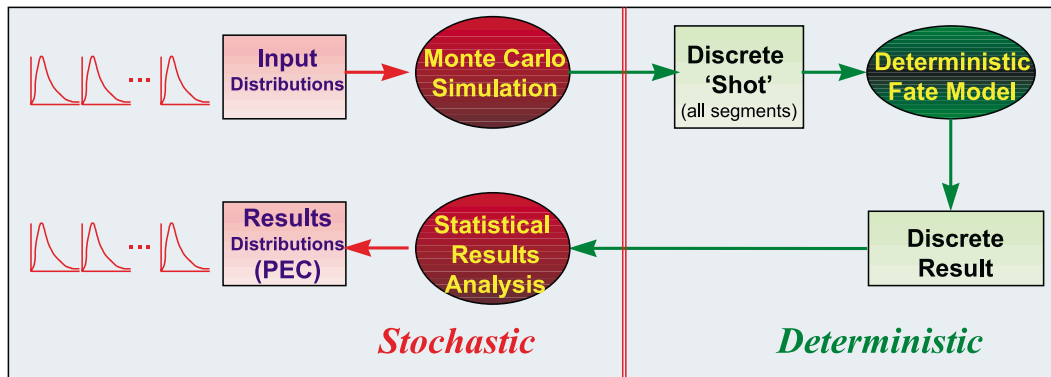 Input
Distributions
Monte Carlo
Simulation
Discrete
‘Shot’
(all segments)
Deterministic
Fate Model
Results
Distributions
(PEC)
Statistical
Results
Analysis
Discrete
Result
Stochastic
Deterministic